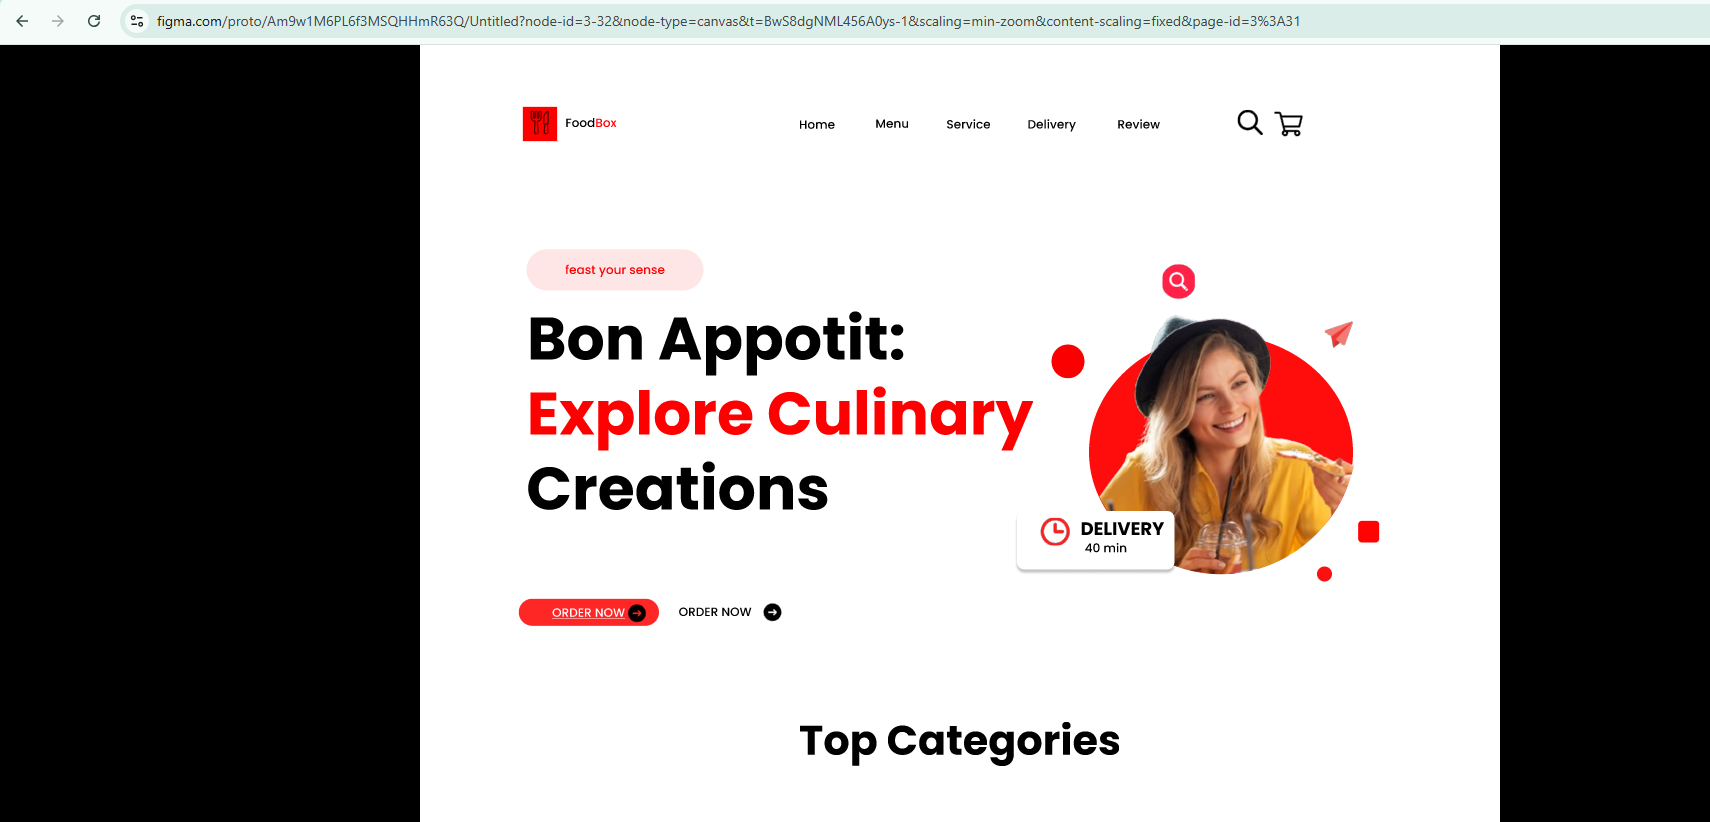 figma.com/proto/Am9w1M6PL6f3MSQHHmR63Q/Untitled?node-id=3-32&node-type=canvas&t=BwS8dgNML456A0ys-1&scaling=min-zoom&content-scaling=fixed&page-id=3%3A31
FoodBox
Home Menu Service Delivery Review
feast your sense
Bon Appotit:
Explore Culinary
Creations
DELIVERY
40 min
ORDER NOW ORDER NOW
Top Categories